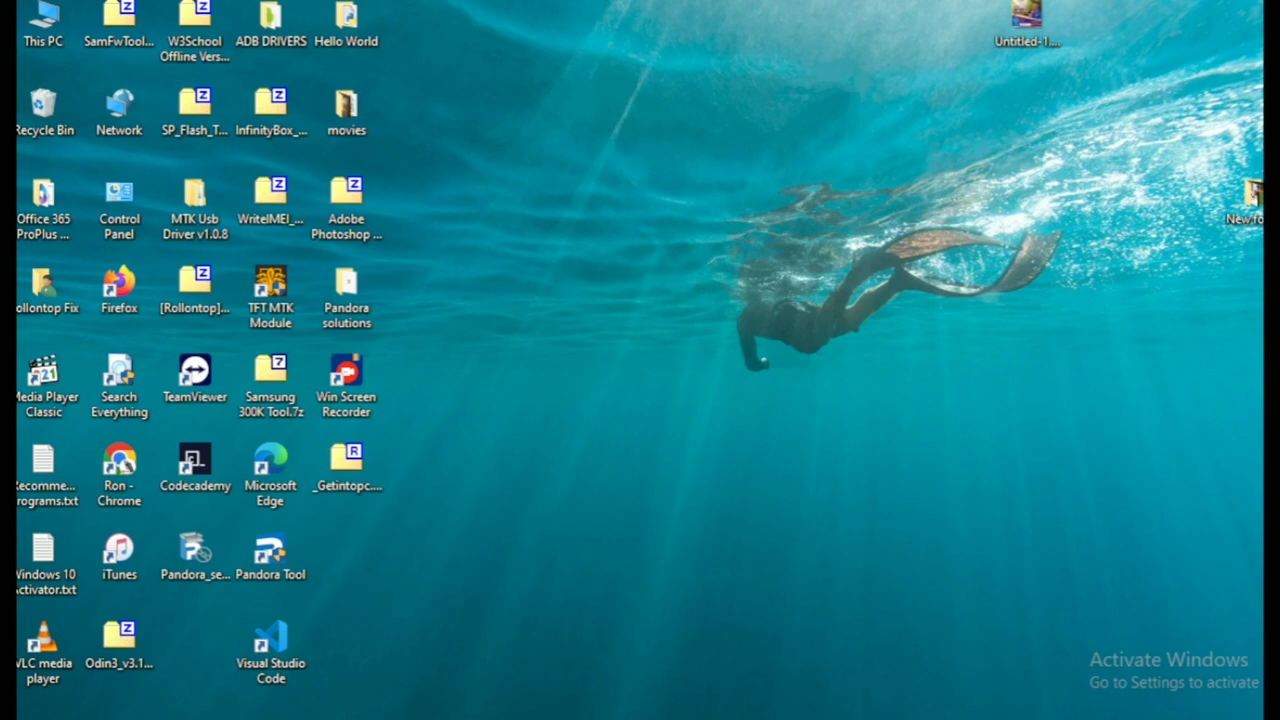 This PC
SamFwTool...
W3School
Offline Vers...
ADB DRIVERS
Hello World
Untitled-1....
Recycle Bin
Network
SP_Flash_T...
InfinityBox_...
movies
Office 365
ProPlus ...
Control
Panel
MTK Usb
Driver v1.0.8
WriteIMEI_...
Adobe
Photoshop ...
New fo
ollontop Fix
Firefox
[Rollontop]...
TFT MTK
Module
Pandora
solutions
Media Player
Classic
Search
Everything
TeamViewer
Samsung
300K Tool.7z
Win Screen
Recorder
Recomme...
rograms.txt
Ron -
Chrome
Codecademy
Microsoft
Edge
_Getintopc....
Windows 10
Activator.txt
iTunes
Pandora_se...
Pandora Tool
VLC media
player
Odin3_v3.1...
Visual Studio
Code
Activate Windows
Go to Settings to activate